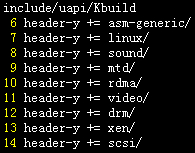 include/uapi/Kbuild
6 header-y += asm-generic/
7 header-y += linux/
8 header-y += sound/
9 header-y += mtd/
10 header-y += rdma/
11 header-y += video/
12 header-y += drm/
13 header-y += xen/
14 header-y += scsi/